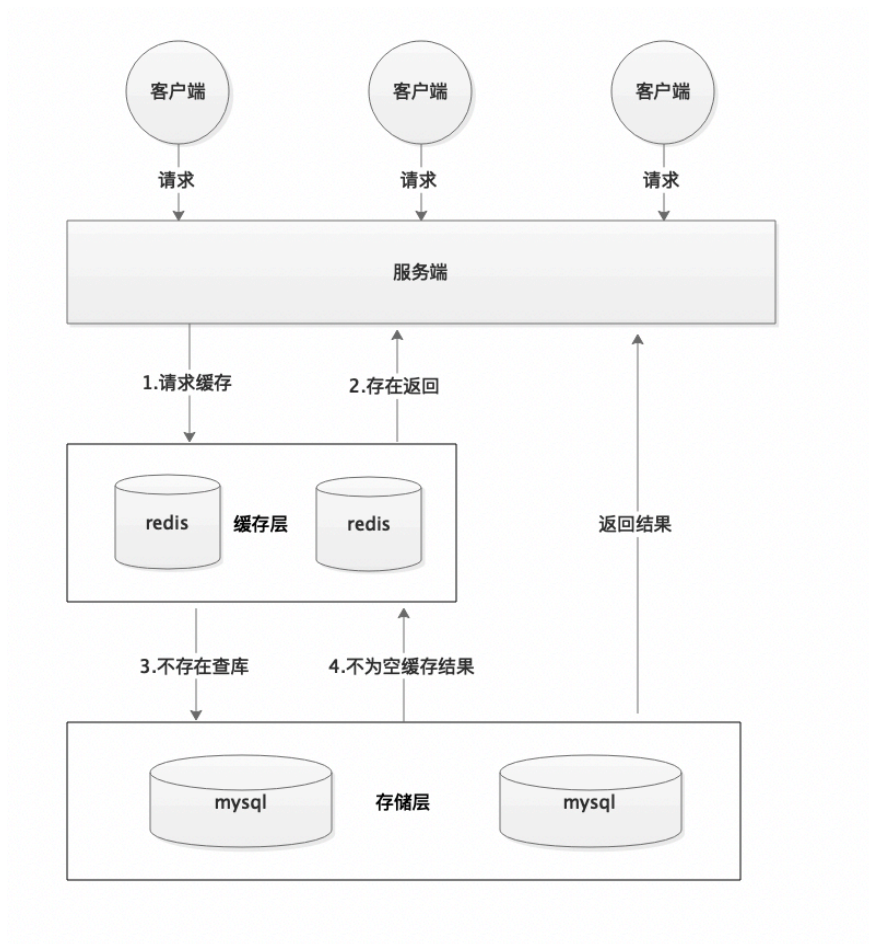 客户端
客户端
客户端
请求
请求
请求
服务端
1.请求缓存
2.存在返回
redis
缓存层
redis
返回结果
3.不存在查库
4.不为空缓存结果
mysql
存储层
mysql